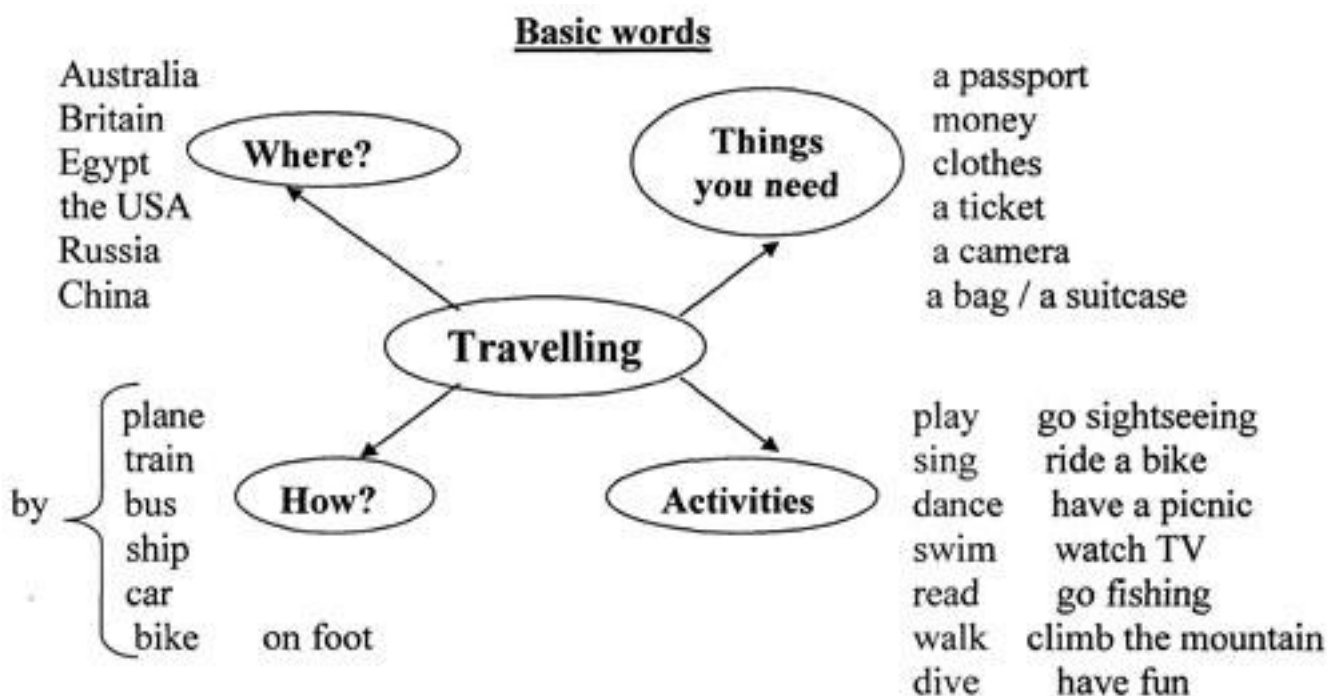 Basic words
Australia
Britain
Egypt
the USA
Russia
China
Where?
Things
you need
a passport
money
clothes
a ticket
a camera
a bag / a suitcase
Travelling
by
plane
train
bus
ship
car
bike on foot
How?
Activities
play go sightseeing
sing ride a bike
dance have a picnic
swim watch TV
read go fishing
walk climb the mountain
dive have fun